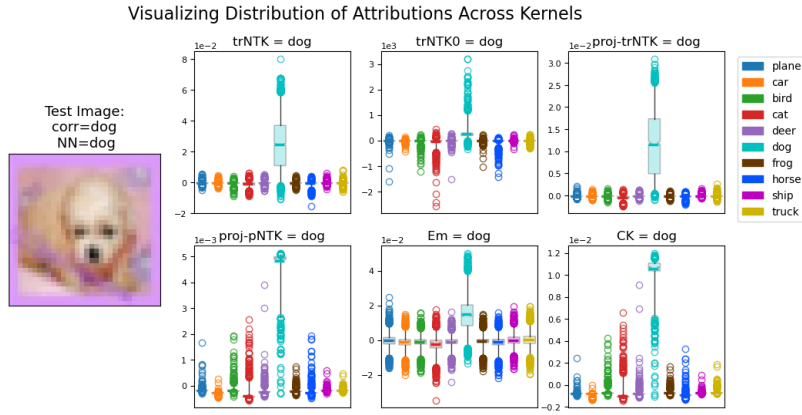 Visualizing Distribution of Attributions Across Kernels
Test Image:
corr=dog
NN=dog
trNTK = dog
1e−2
8
6
4
2
0
−2
trNTK0 = dog
1e3
3
2
1
0
−1
−2
proj-trNTK = dog
1e−2
3.0
2.5
2.0
1.5
1.0
0.5
0.0
plane
car
bird
cat
deer
dog
frog
horse
ship
truck
proj-pNTK = dog
1e−3
5
4
3
2
1
0
Em = dog
1e−2
4
2
0
−2
CK = dog
1e−2
1.2
1.0
0.8
0.6
0.4
0.2
0.0
−0.2